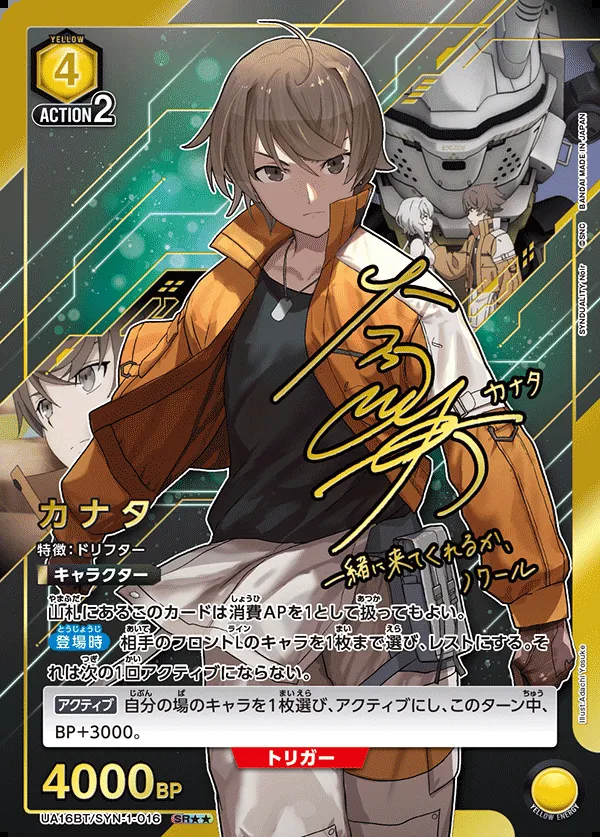 YELLOW
4
ACTION2
SYNDUALITY Noir ©SNC BANDAI MADE IN JAPAN
カナタ
一緒に来てくれるか、
ノワール
カナタ
特徴：ドリフター
キャラクター
山札にあるこのカードは消費APを1として扱ってもよい。
登場時 相手のフロントLのキャラを1枚まで選び、レストにする。そ
れは次の1回アクティブにならない。
アクティブ 自分の場のキャラを1枚選び、アクティブにし、このターン中、
BP+3000。
トリガー
4000BP
UA16BT/SYN-1-016 SR★★
YELLOW ENERGY
Illust:Adachi Yosuke